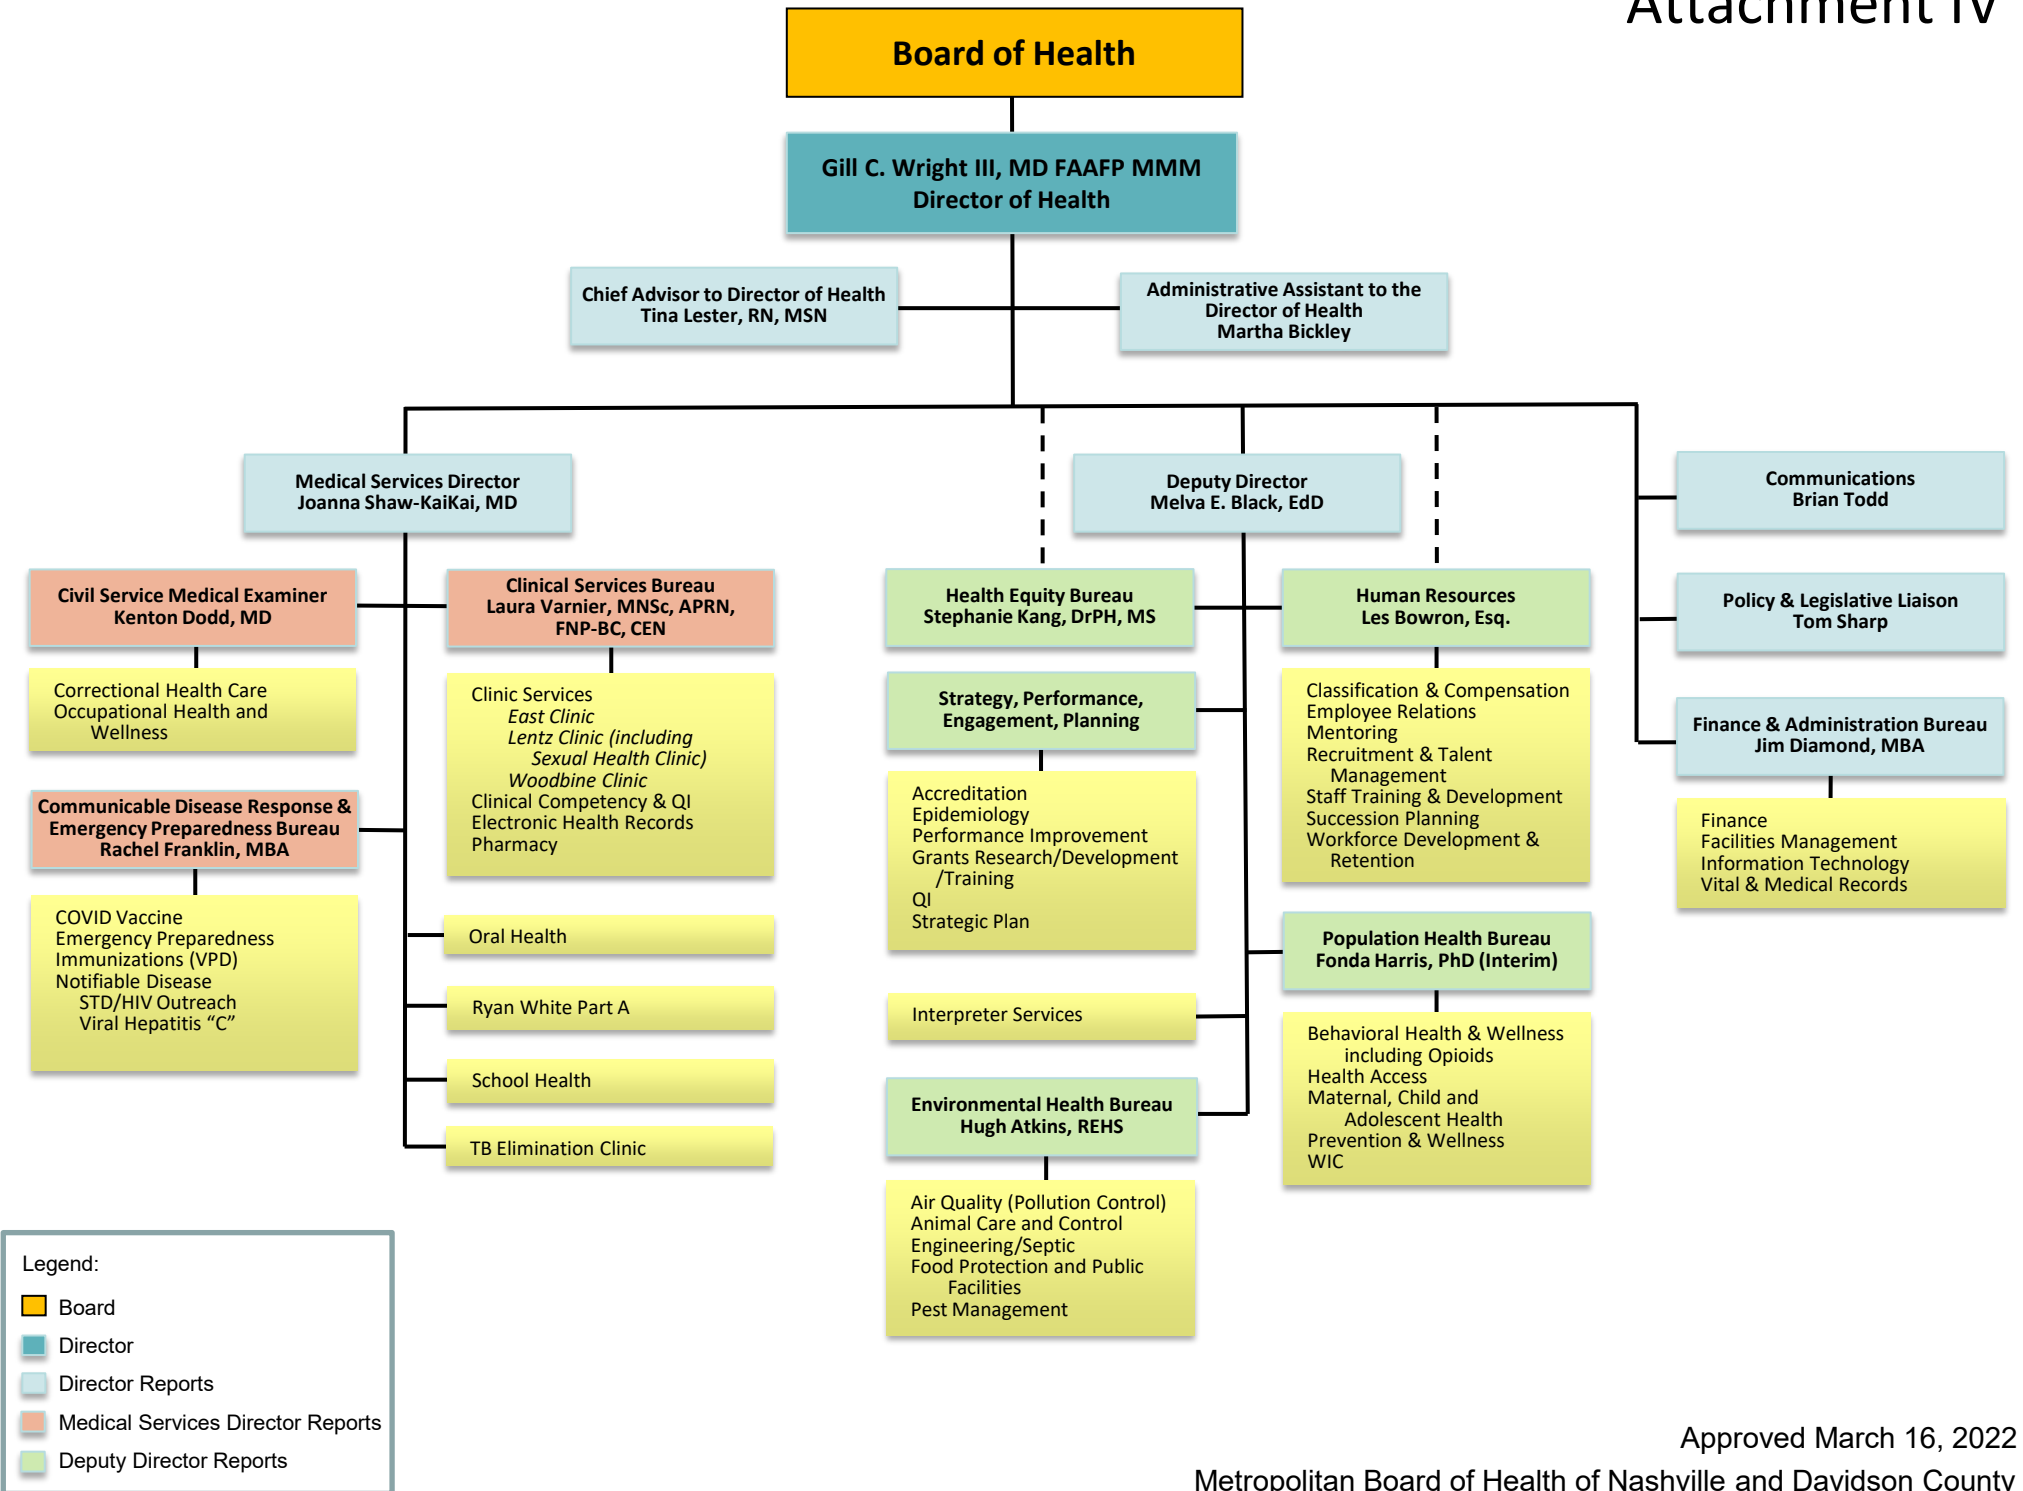 Attachment IV
Board of Health
Gill C. Wright III, MD FAAFP MMM
Director of Health
Chief Advisor to Director of Health
Tina Lester, RN, MSN
Administrative Assistant to the
Director of Health
Martha Bickley
Medical Services Director
Joanna Shaw-KaiKai, MD
Deputy Director
Melva E. Black, EdD
Communications
Brian Todd
Policy & Legislative Liaison
Tom Sharp
Finance & Administration Bureau
Jim Diamond, MBA
Finance
Facilities Management
Information Technology
Vital & Medical Records
Civil Service Medical Examiner
Kenton Dodd, MD
Correctional Health Care
Occupational Health and
Wellness
Communicable Disease Response &
Emergency Preparedness Bureau
Rachel Franklin, MBA
COVID Vaccine
Emergency Preparedness
Immunizations (VPD)
Notifiable Disease
STD/HIV Outreach
Viral Hepatitis “C”
Clinical Services Bureau
Laura Varnier, MNSc, APRN,
FNP-BC, CEN
Clinic Services
East Clinic
Lentz Clinic (including
Sexual Health Clinic)
Woodbine Clinic
Clinical Competency & QI
Electronic Health Records
Pharmacy
Oral Health
Ryan White Part A
School Health
TB Elimination Clinic
Health Equity Bureau
Stephanie Kang, DrPH, MS
Strategy, Performance,
Engagement, Planning
Accreditation
Epidemiology
Performance Improvement
Grants Research/Development
/Training
QI
Strategic Plan
Interpreter Services
Environmental Health Bureau
Hugh Atkins, REHS
Air Quality (Pollution Control)
Animal Care and Control
Engineering/Septic
Food Protection and Public
Facilities
Pest Management
Human Resources
Les Bowron, Esq.
Classification & Compensation
Employee Relations
Mentoring
Recruitment & Talent
Management
Staff Training & Development
Succession Planning
Workforce Development &
Retention
Population Health Bureau
Fonda Harris, PhD (Interim)
Behavioral Health & Wellness
including Opioids
Health Access
Maternal, Child and
Adolescent Health
Prevention & Wellness
WIC
Legend:
Board
Director
Director Reports
Medical Services Director Reports
Deputy Director Reports
Approved March 16, 2022
Metropolitan Board of Health of Nashville and Davidson County